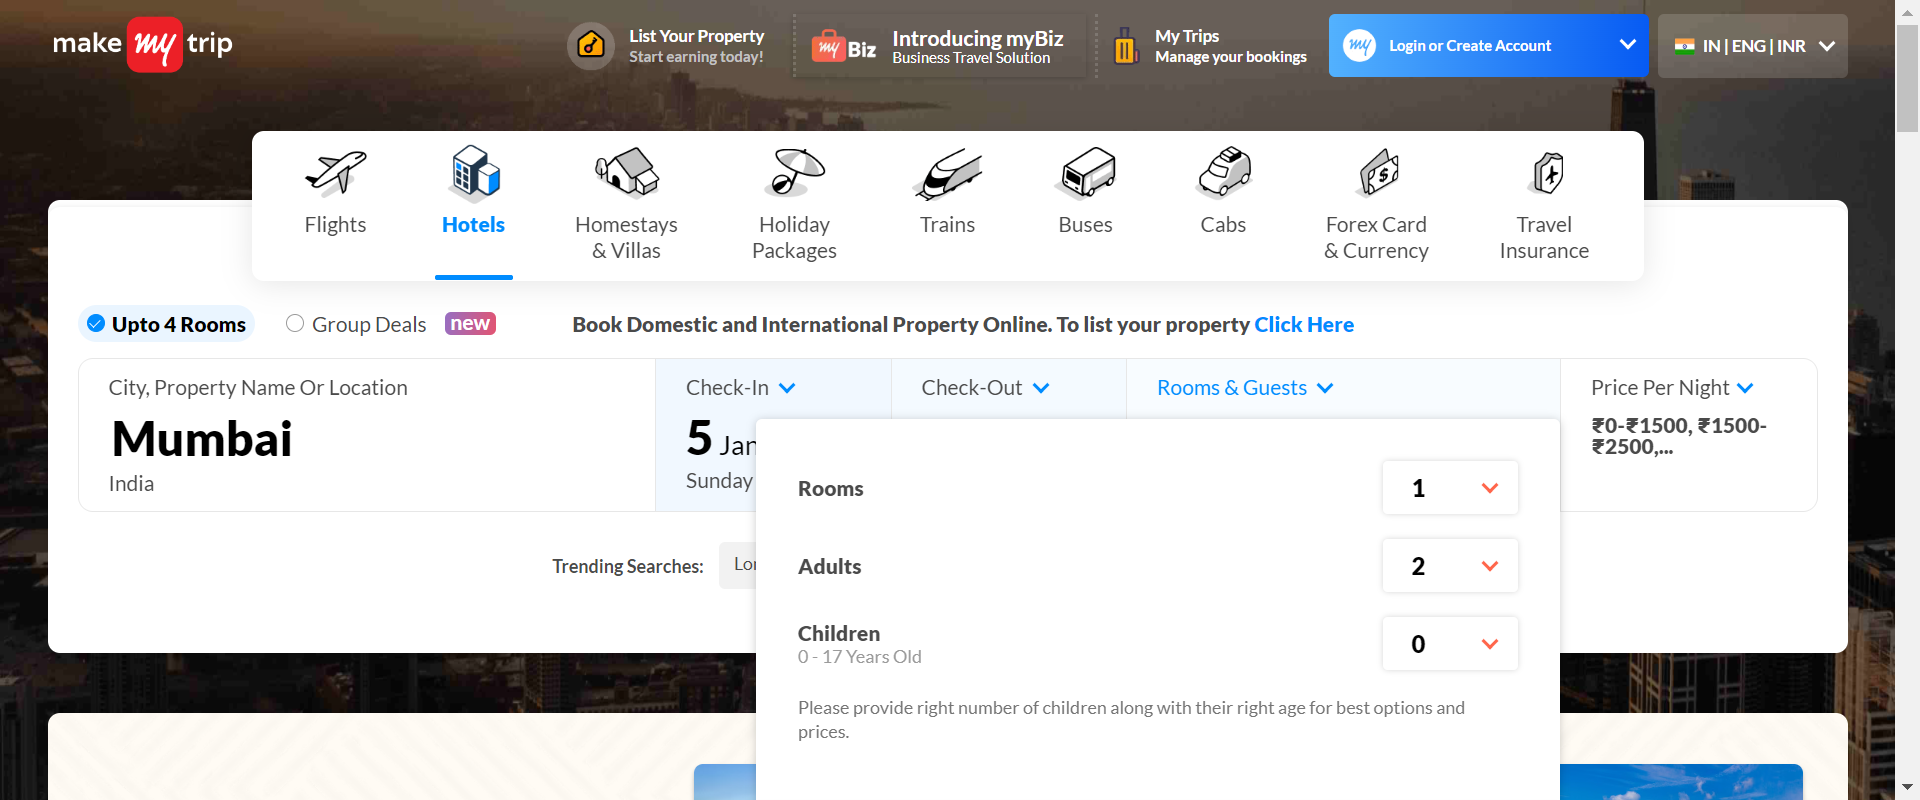 make my trip
List Your Property
Start earning today!
my Biz
Introducing myBiz
Business Travel Solution
My Trips
Manage your bookings
my Login or Create Account
IN | ENG | INR
Flights
Hotels
Homestays
& Villas
Holiday
Packages
Trains
Buses
Cabs
Forex Card
& Currency
Travel
Insurance
Upto 4 Rooms
Group Deals
new
Book Domestic and International Property Online. To list your property Click Here
City, Property Name Or Location
Mumbai
India
Check-In
5 Jan
Sunday
Check-Out
Rooms & Guests
Price Per Night
₹0-₹1500, ₹1500-
₹2500,...
Rooms
1
Adults
2
Children
0 - 17 Years Old
0
Please provide right number of children along with their right age for best options and
prices.
Trending Searches: